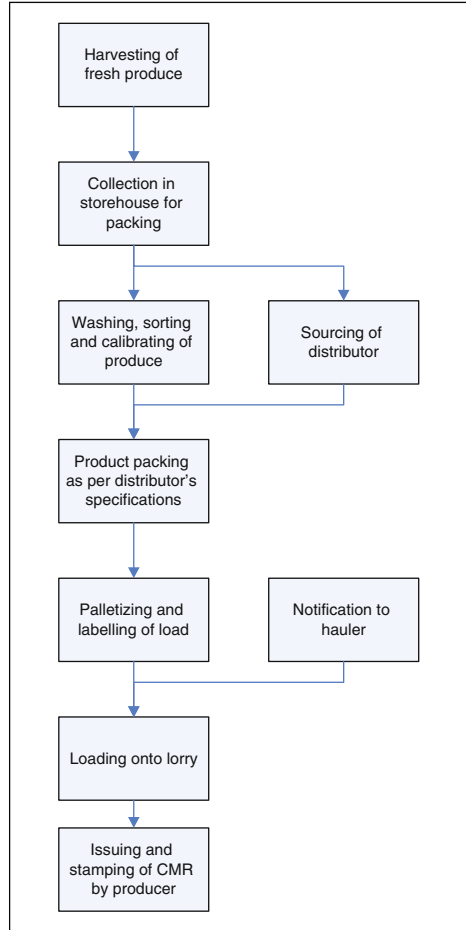 Harvesting of
fresh produce
Collection in
storehouse for
packing
Washing, sorting
and calibrating of
produce
Sourcing of
distributor
Product packing
as per distributor’s
specifications
Palletizing and
labelling of load
Notification to
hauler
Loading onto lorry
Issuing and
stamping of CMR
by producer